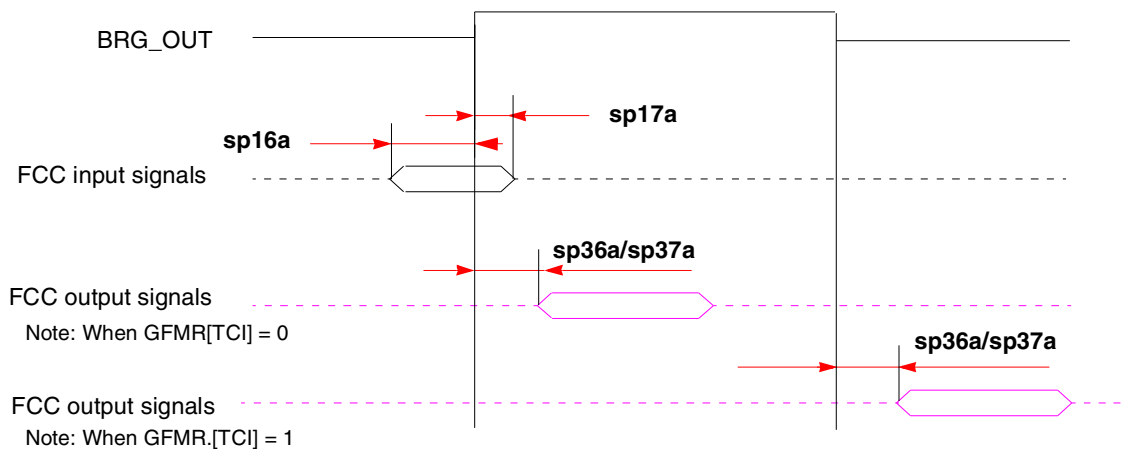 BRG_OUT
sp17a
sp16a
FCC input signals
sp36a/sp37a
FCC output signals
Note: When GFMR[TCI] = 0
sp36a/sp37a
FCC output signals
Note: When GFMR.[TCI] = 1